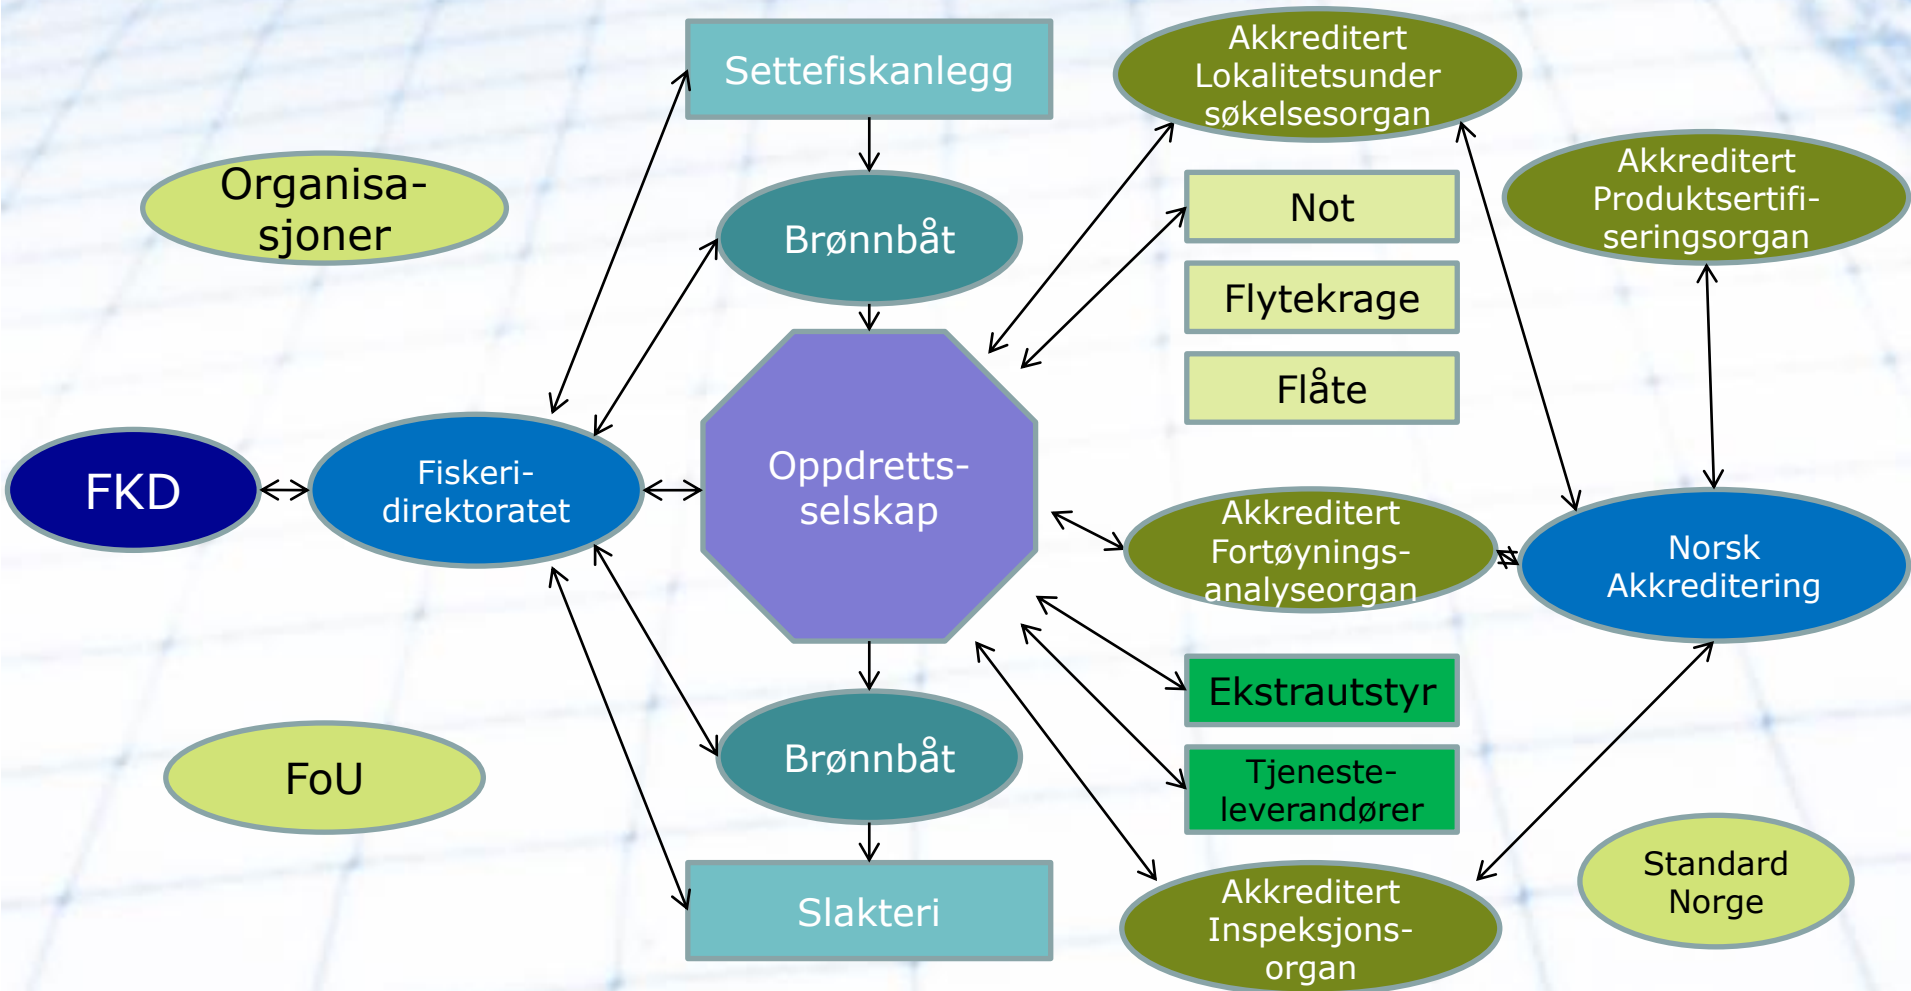 Settefiskanlegg
Akkreditert
Lokalitetsunder
søkelsesorgan
Organisa-
sjoner
Brønnbåt
Not
Akkreditert
Produktsertifi-
seringsorgan
Flytekrage
Flåte
FKD
Fiskeri-
direktoratet
Oppdretts-
selskap
Akkreditert
Fortøynings-
analyseorgan
Norsk
Akkreditering
Ekstrautstyr
FoU
Brønnbåt
Tjeneste-
leverandører
Slakteri
Akkreditert
Inspeksjons-
organ
Standard
Norge